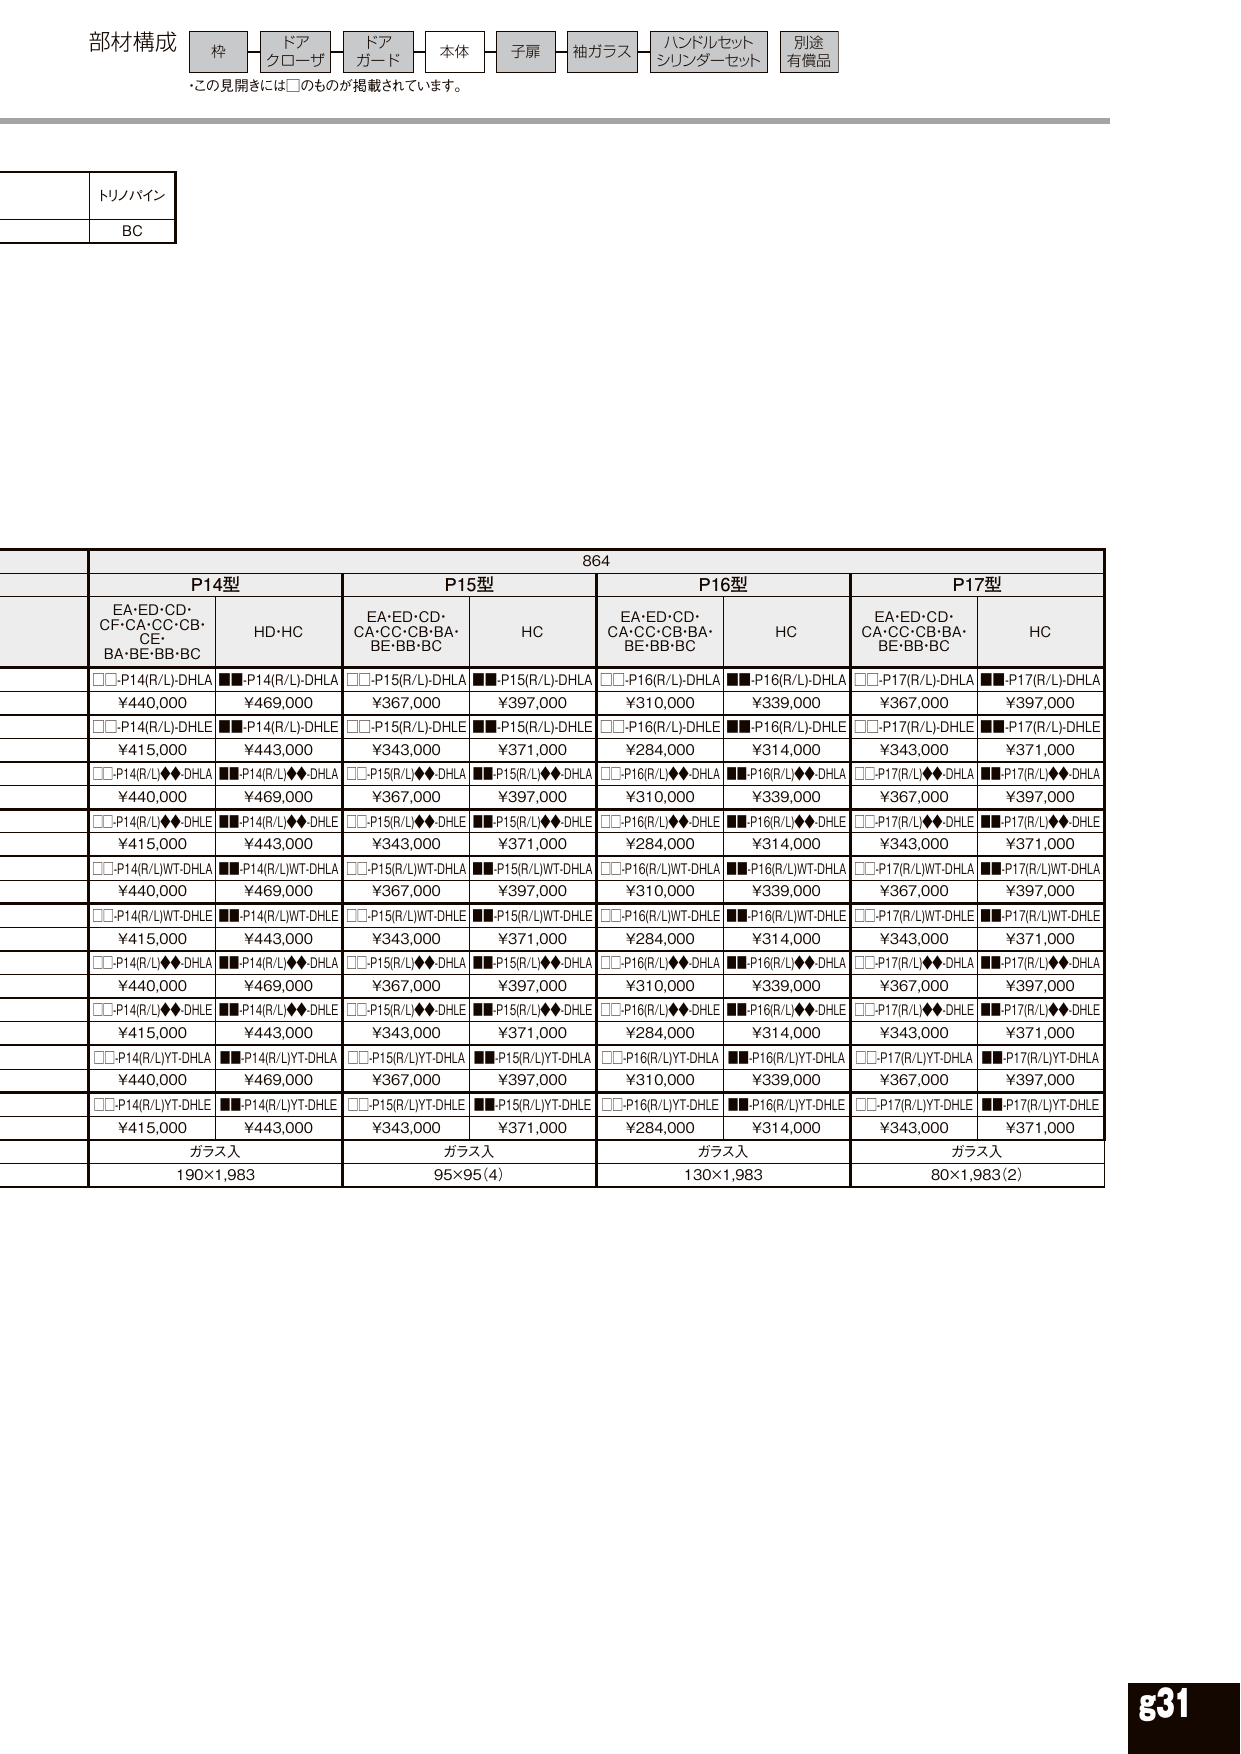 部材構成 枠 ドアクローザ ドアガード 本体 子扉 袖ガラス ハンドルセットシリンダーセット 別途有償品
・この見開きには□のものが掲載されています。
トリノパイン
BC
864
P14型 P15型 P16型 P17型
EA・ED・CD・CF・CA・CC・CB・CE・BA・BE・BB・BC HD・HC EA・ED・CD・CA・CC・CB・BA・BE・BB・BC HC EA・ED・CD・CA・CC・CB・BA・BE・BB・BC HC EA・ED・CD・CA・CC・CB・BA・BE・BB・BC HC
□□-P14(R/L)-DHLA ■■-P14(R/L)-DHLA □□-P15(R/L)-DHLA ■■-P15(R/L)-DHLA □□-P16(R/L)-DHLA ■■-P16(R/L)-DHLA □□-P17(R/L)-DHLA ■■-P17(R/L)-DHLA
¥440,000 ¥469,000 ¥367,000 ¥397,000 ¥310,000 ¥339,000 ¥367,000 ¥397,000
□□-P14(R/L)-DHLE ■■-P14(R/L)-DHLE □□-P15(R/L)-DHLE ■■-P15(R/L)-DHLE □□-P16(R/L)-DHLE ■■-P16(R/L)-DHLE □□-P17(R/L)-DHLE ■■-P17(R/L)-DHLE
¥415,000 ¥443,000 ¥343,000 ¥371,000 ¥284,000 ¥314,000 ¥343,000 ¥371,000
□□-P14(R/L)◆◆-DHLA ■■-P14(R/L)◆◆-DHLA □□-P15(R/L)◆◆-DHLA ■■-P15(R/L)◆◆-DHLA □□-P16(R/L)◆◆-DHLA ■■-P16(R/L)◆◆-DHLA □□-P17(R/L)◆◆-DHLA ■■-P17(R/L)◆◆-DHLA
¥440,000 ¥469,000 ¥367,000 ¥397,000 ¥310,000 ¥339,000 ¥367,000 ¥397,000
□□-P14(R/L)◆◆-DHLE ■■-P14(R/L)◆◆-DHLE □□-P15(R/L)◆◆-DHLE ■■-P15(R/L)◆◆-DHLE □□-P16(R/L)◆◆-DHLE ■■-P16(R/L)◆◆-DHLE □□-P17(R/L)◆◆-DHLE ■■-P17(R/L)◆◆-DHLE
¥415,000 ¥443,000 ¥343,000 ¥371,000 ¥284,000 ¥314,000 ¥343,000 ¥371,000
□□-P14(R/L)WT-DHLA ■■-P14(R/L)WT-DHLA □□-P15(R/L)WT-DHLA ■■-P15(R/L)WT-DHLA □□-P16(R/L)WT-DHLA ■■-P16(R/L)WT-DHLA □□-P17(R/L)WT-DHLA ■■-P17(R/L)WT-DHLA
¥440,000 ¥469,000 ¥367,000 ¥397,000 ¥310,000 ¥339,000 ¥367,000 ¥397,000
□□-P14(R/L)WT-DHLE ■■-P14(R/L)WT-DHLE □□-P15(R/L)WT-DHLE ■■-P15(R/L)WT-DHLE □□-P16(R/L)WT-DHLE ■■-P16(R/L)WT-DHLE □□-P17(R/L)WT-DHLE ■■-P17(R/L)WT-DHLE
¥415,000 ¥443,000 ¥343,000 ¥371,000 ¥284,000 ¥314,000 ¥343,000 ¥371,000
□□-P14(R/L)◆◆-DHLA ■■-P14(R/L)◆◆-DHLA □□-P15(R/L)◆◆-DHLA ■■-P15(R/L)◆◆-DHLA □□-P16(R/L)◆◆-DHLA ■■-P16(R/L)◆◆-DHLA □□-P17(R/L)◆◆-DHLA ■■-P17(R/L)◆◆-DHLA
¥440,000 ¥469,000 ¥367,000 ¥397,000 ¥310,000 ¥339,000 ¥367,000 ¥397,000
□□-P14(R/L)◆◆-DHLE ■■-P14(R/L)◆◆-DHLE □□-P15(R/L)◆◆-DHLE ■■-P15(R/L)◆◆-DHLE □□-P16(R/L)◆◆-DHLE ■■-P16(R/L)◆◆-DHLE □□-P17(R/L)◆◆-DHLE ■■-P17(R/L)◆◆-DHLE
¥415,000 ¥443,000 ¥343,000 ¥371,000 ¥284,000 ¥314,000 ¥343,000 ¥371,000
□□-P14(R/L)YT-DHLA ■■-P14(R/L)YT-DHLA □□-P15(R/L)YT-DHLA ■■-P15(R/L)YT-DHLA □□-P16(R/L)YT-DHLA ■■-P16(R/L)YT-DHLA □□-P17(R/L)YT-DHLA ■■-P17(R/L)YT-DHLA
¥440,000 ¥469,000 ¥367,000 ¥397,000 ¥310,000 ¥339,000 ¥367,000 ¥397,000
□□-P14(R/L)YT-DHLE ■■-P14(R/L)YT-DHLE □□-P15(R/L)YT-DHLE ■■-P15(R/L)YT-DHLE □□-P16(R/L)YT-DHLE ■■-P16(R/L)YT-DHLE □□-P17(R/L)YT-DHLE ■■-P17(R/L)YT-DHLE
¥415,000 ¥443,000 ¥343,000 ¥371,000 ¥284,000 ¥314,000 ¥343,000 ¥371,000
ガラス入 ガラス入 ガラス入 ガラス入
190×1,983 95×95(4) 130×1,983 80×1,983(2)
g31